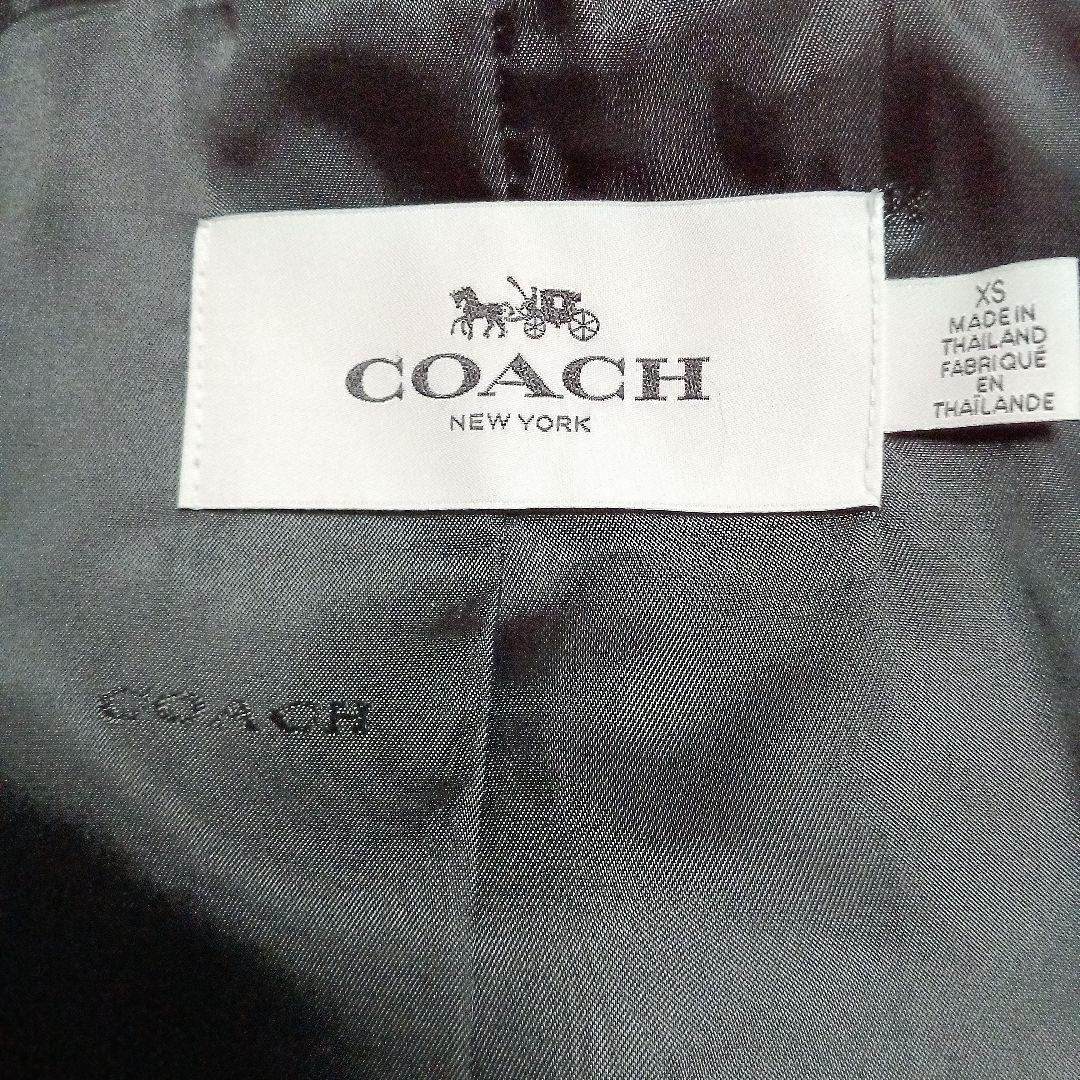 COACH
NEW YORK
XS
MADE IN
THAILAND
FABRIQUÉ
EN
THAÏLANDE
COACH